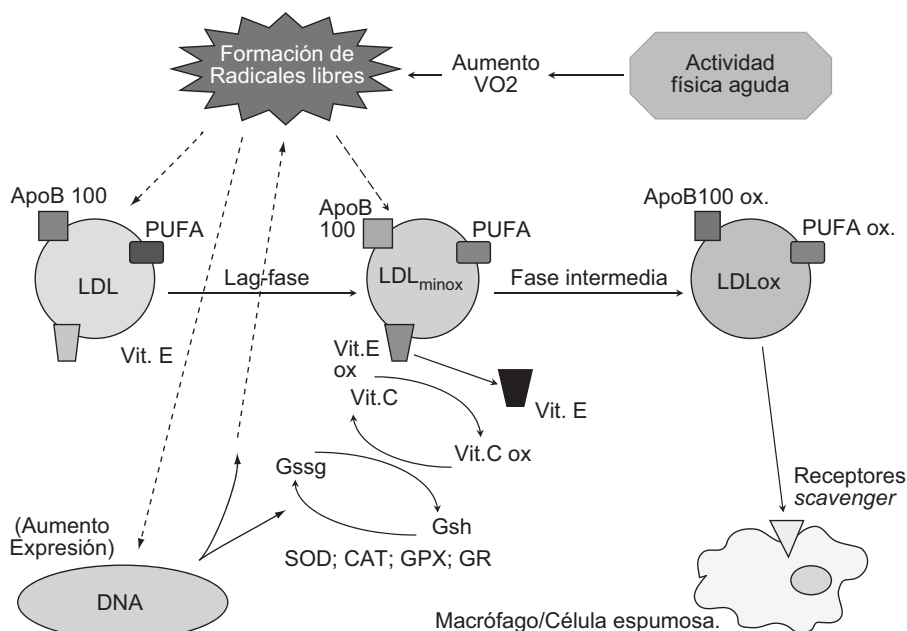 Formación de
Radicales libres
Aumento
VO2
Actividad
física aguda
ApoB 100
PUFA
LDL
Vit. E
Lag-fase
ApoB
100
PUFA
LDLminox
Fase intermedia
ApoB100 ox.
PUFA ox.
LDLox
Vit.E
ox
Vit. E
Vit.C
Vit.C ox
Gssg
Gsh
SOD; CAT; GPX; GR
(Aumento
Expresión)
DNA
Receptores
scavenger
Macrófago/Célula espumosa.